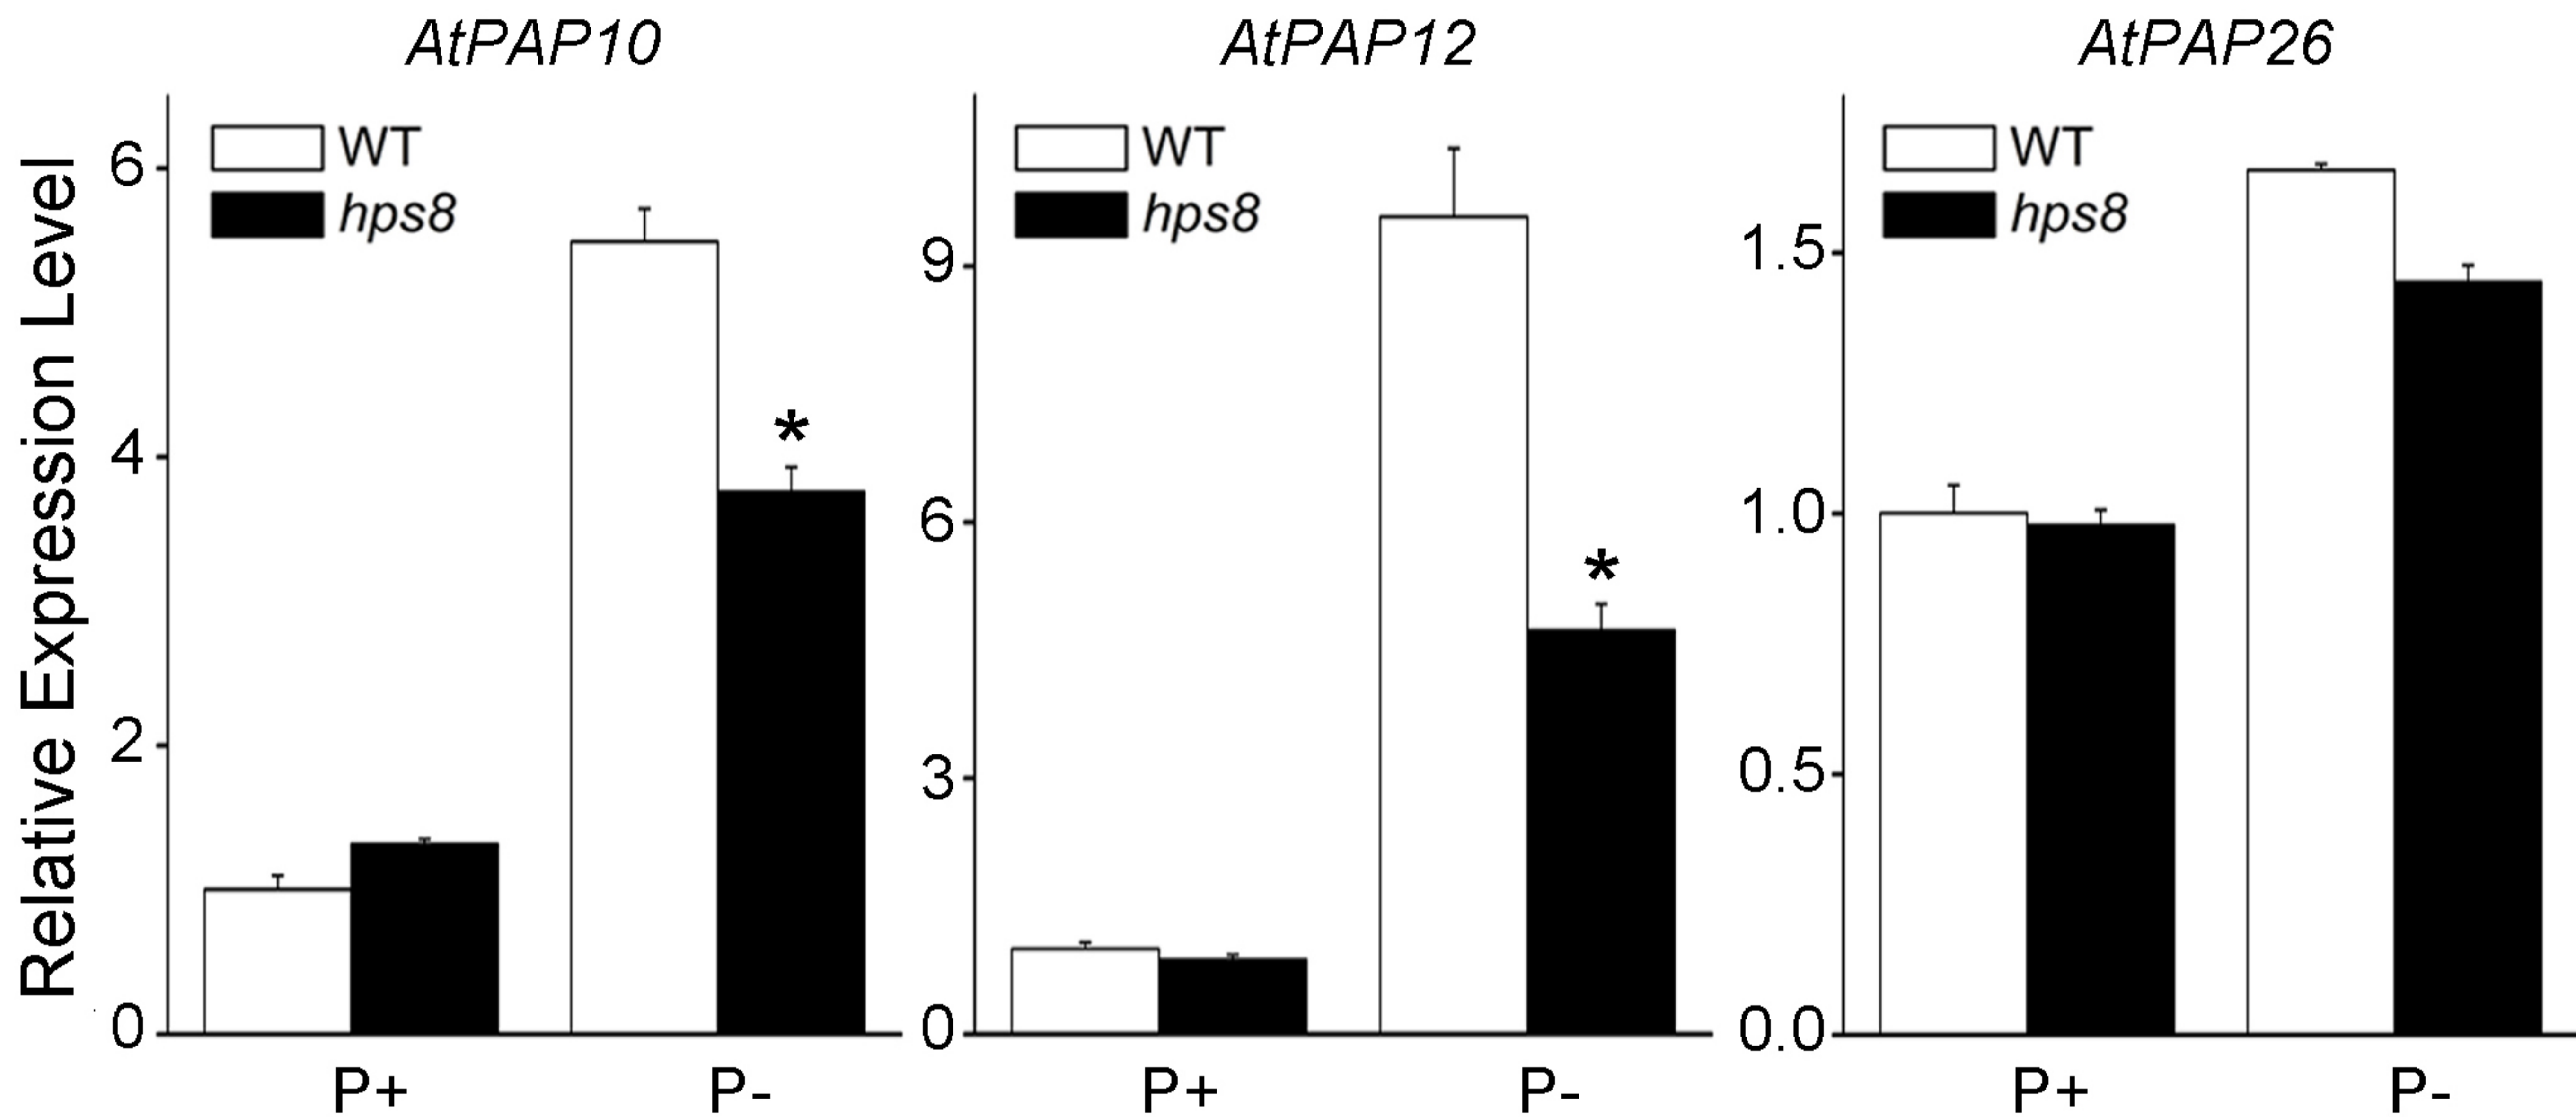 AtPAP10
AtPAP12
AtPAP26
Relative Expression Level
WT
hps8
6
4
2
0
*
P+
P-
WT
hps8
9
6
3
0
*
P+
P-
WT
hps8
1.5
1.0
0.5
0.0
P+
P-